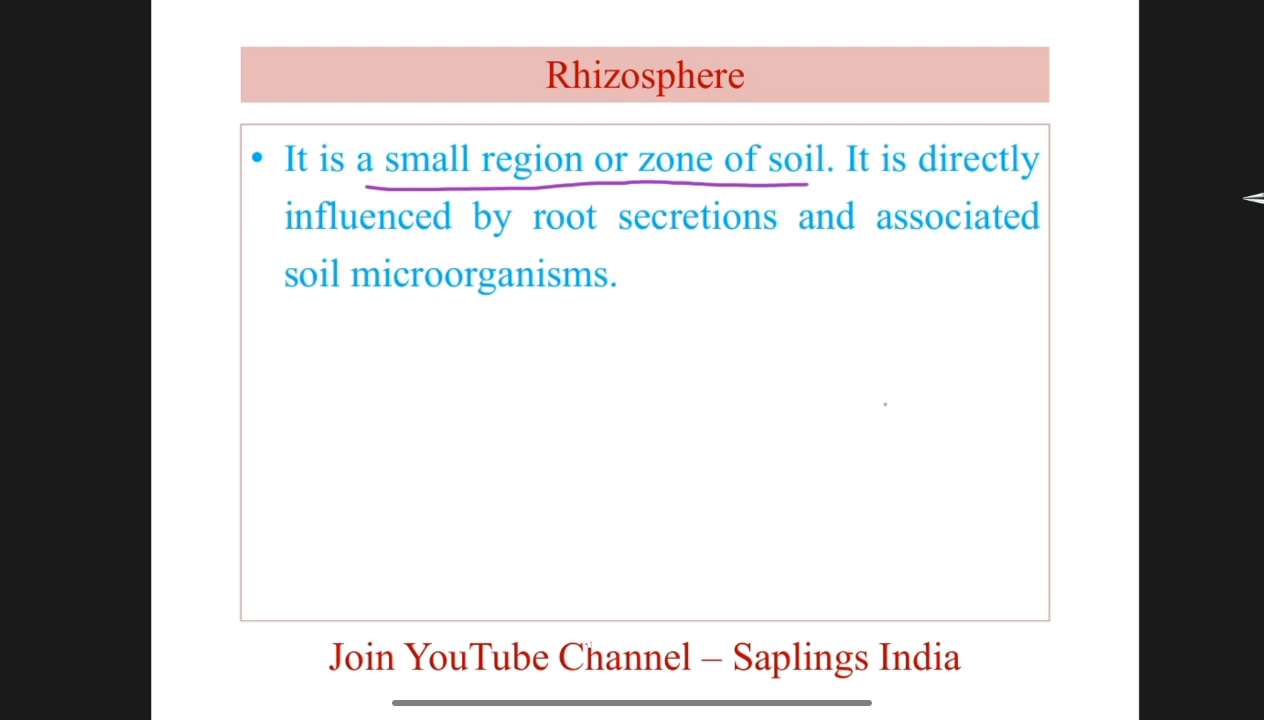 Rhizosphere
• It is a small region or zone of soil. It is directly
influenced by root secretions and associated
soil microorganisms.
Join YouTube Channel – Saplings India